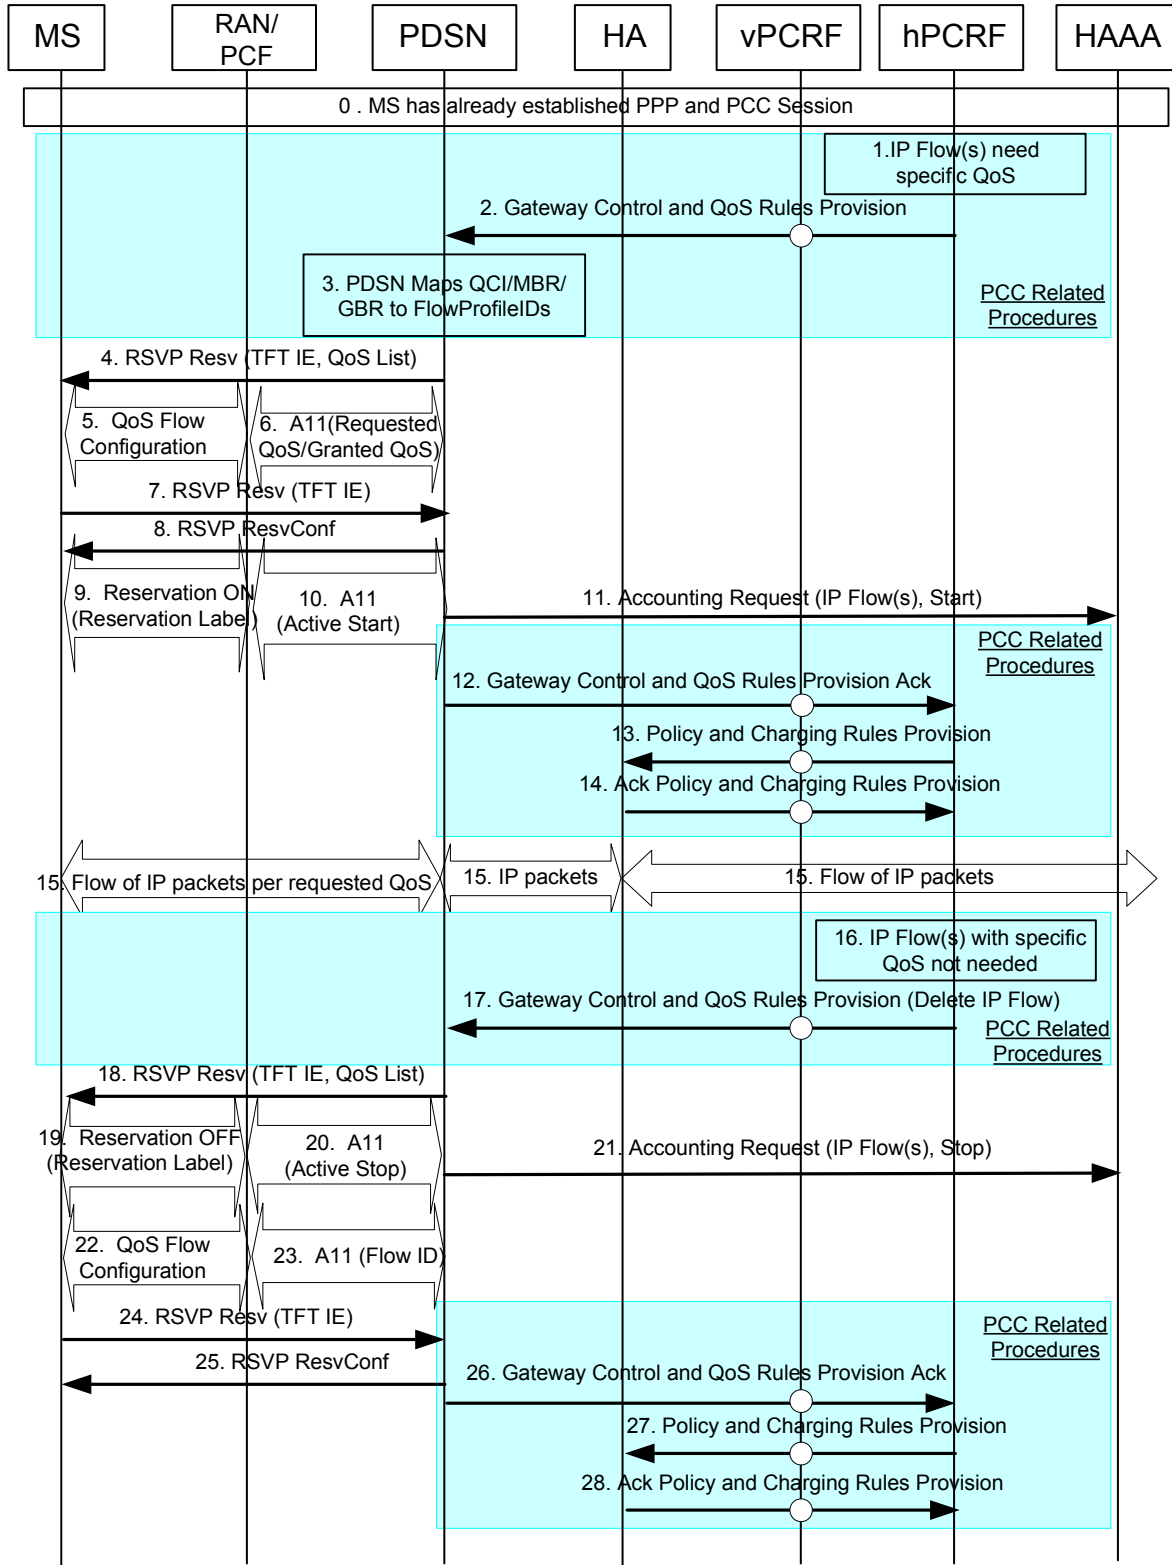 MS
RAN/
PCF
PDSN
HA
vPCRF
hPCRF
HAAA
0 . MS has already established PPP and PCC Session
1.IP Flow(s) need
specific QoS
2. Gateway Control and QoS Rules Provision
3. PDSN Maps QCI/MBR/
GBR to FlowProfileIDs
PCC Related
Procedures
4. RSVP Resv (TFT IE, QoS List)
5. QoS Flow
Configuration
6. A11(Requested
QoS/Granted QoS)
7. RSVP Resv (TFT IE)
8. RSVP ResvConf
9. Reservation ON
(Reservation Label)
10. A11
(Active Start)
11. Accounting Request (IP Flow(s), Start)
PCC Related
Procedures
12. Gateway Control and QoS Rules Provision Ack
13. Policy and Charging Rules Provision
14. Ack Policy and Charging Rules Provision
15. Flow of IP packets per requested QoS
15. IP packets
15. Flow of IP packets
16. IP Flow(s) with specific
QoS not needed
17. Gateway Control and QoS Rules Provision (Delete IP Flow)
PCC Related
Procedures
18. RSVP Resv (TFT IE, QoS List)
19. Reservation OFF
(Reservation Label)
20. A11
(Active Stop)
21. Accounting Request (IP Flow(s), Stop)
22. QoS Flow
Configuration
23. A11 (Flow ID)
24. RSVP Resv (TFT IE)
PCC Related
Procedures
25. RSVP ResvConf
26. Gateway Control and QoS Rules Provision Ack
27. Policy and Charging Rules Provision
28. Ack Policy and Charging Rules Provision